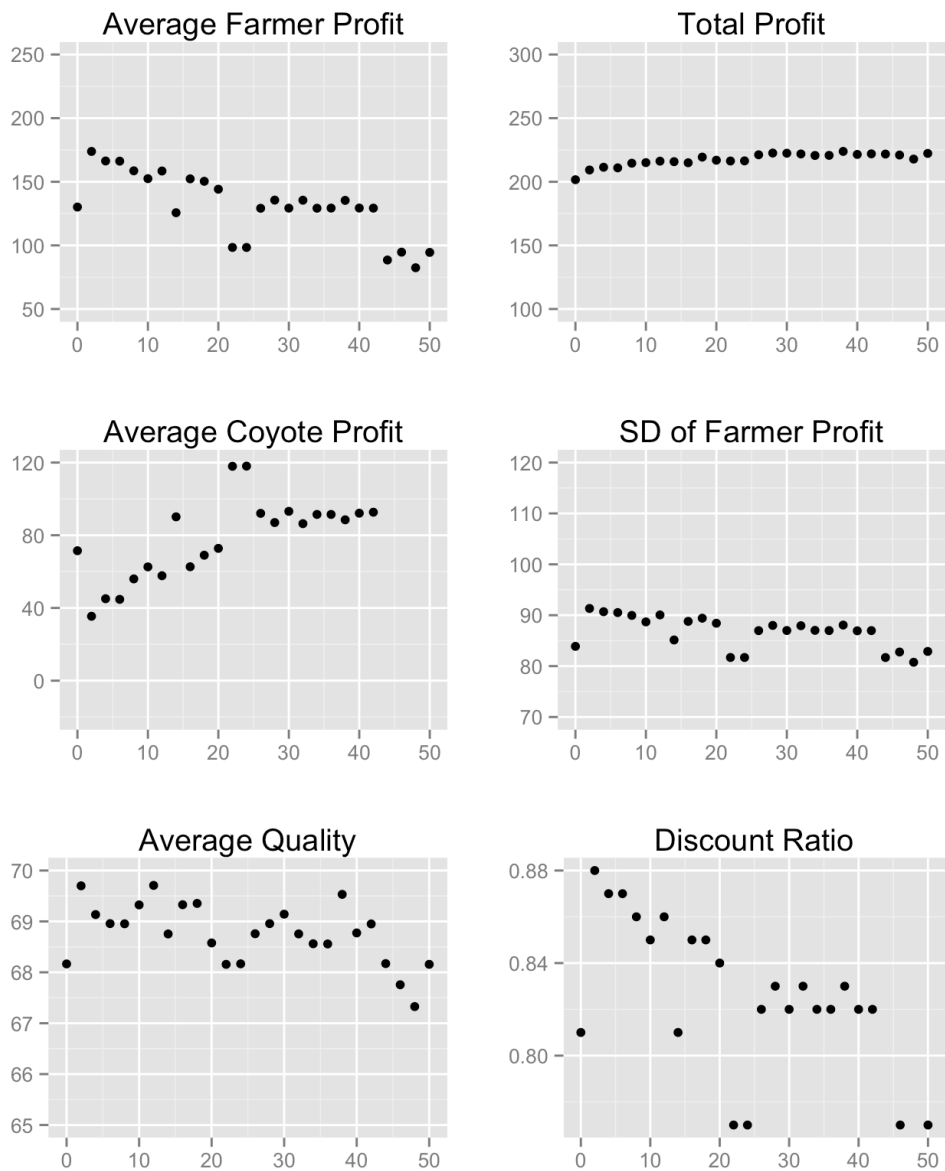 Average Farmer Profit
250
200
150
100
50
0 10 20 30 40 50
Total Profit
300
250
200
150
100
0 10 20 30 40 50
Average Coyote Profit
120
80
40
0
0 10 20 30 40 50
SD of Farmer Profit
120
110
100
90
80
70
0 10 20 30 40 50
Average Quality
70
69
68
67
66
65
0 10 20 30 40 50
Discount Ratio
0.88
0.84
0.80
0 10 20 30 40 50